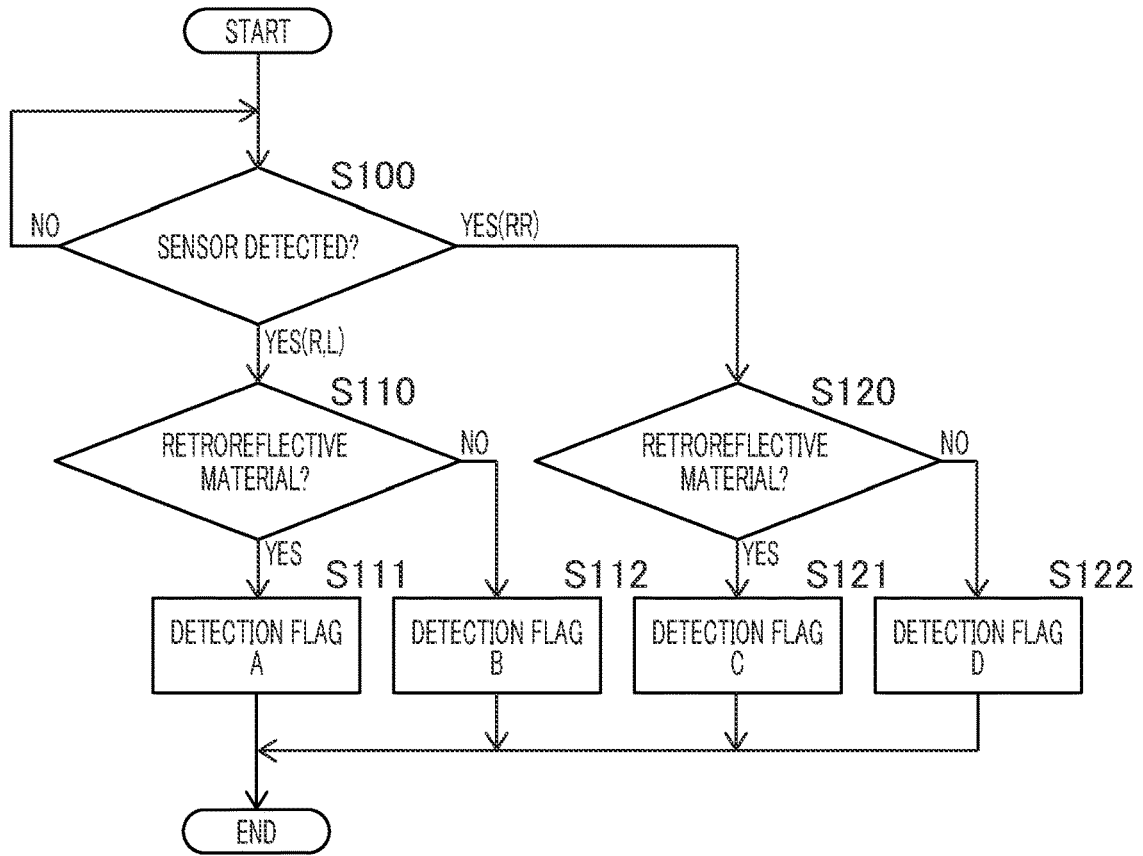 START
S100
NO
SENSOR DETECTED?
YES(RR)
YES(R,L)
S110
RETROREFLECTIVE
MATERIAL?
NO
S120
RETROREFLECTIVE
MATERIAL?
NO
YES
S111
S112
YES
S121
S122
DETECTION FLAG
A
DETECTION FLAG
B
DETECTION FLAG
C
DETECTION FLAG
D
END